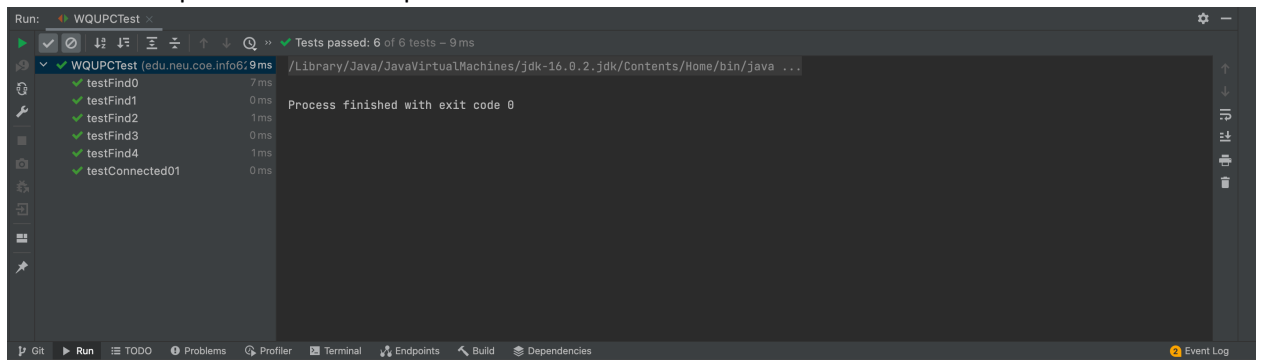 Run: WQUPCTest
Tests passed: 6 of 6 tests – 9 ms
WQUPCTest (edu.neu.coe.info6 9 ms
testFind0 7 ms
testFind1 0 ms
testFind2 1 ms
testFind3 0 ms
testFind4 1 ms
testConnected01 0 ms
/Library/Java/JavaVirtualMachines/jdk-16.0.2.jdk/Contents/Home/bin/java ...
Process finished with exit code 0
Git Run TODO Problems Profiler Terminal Endpoints Build Dependencies 2 Event Log